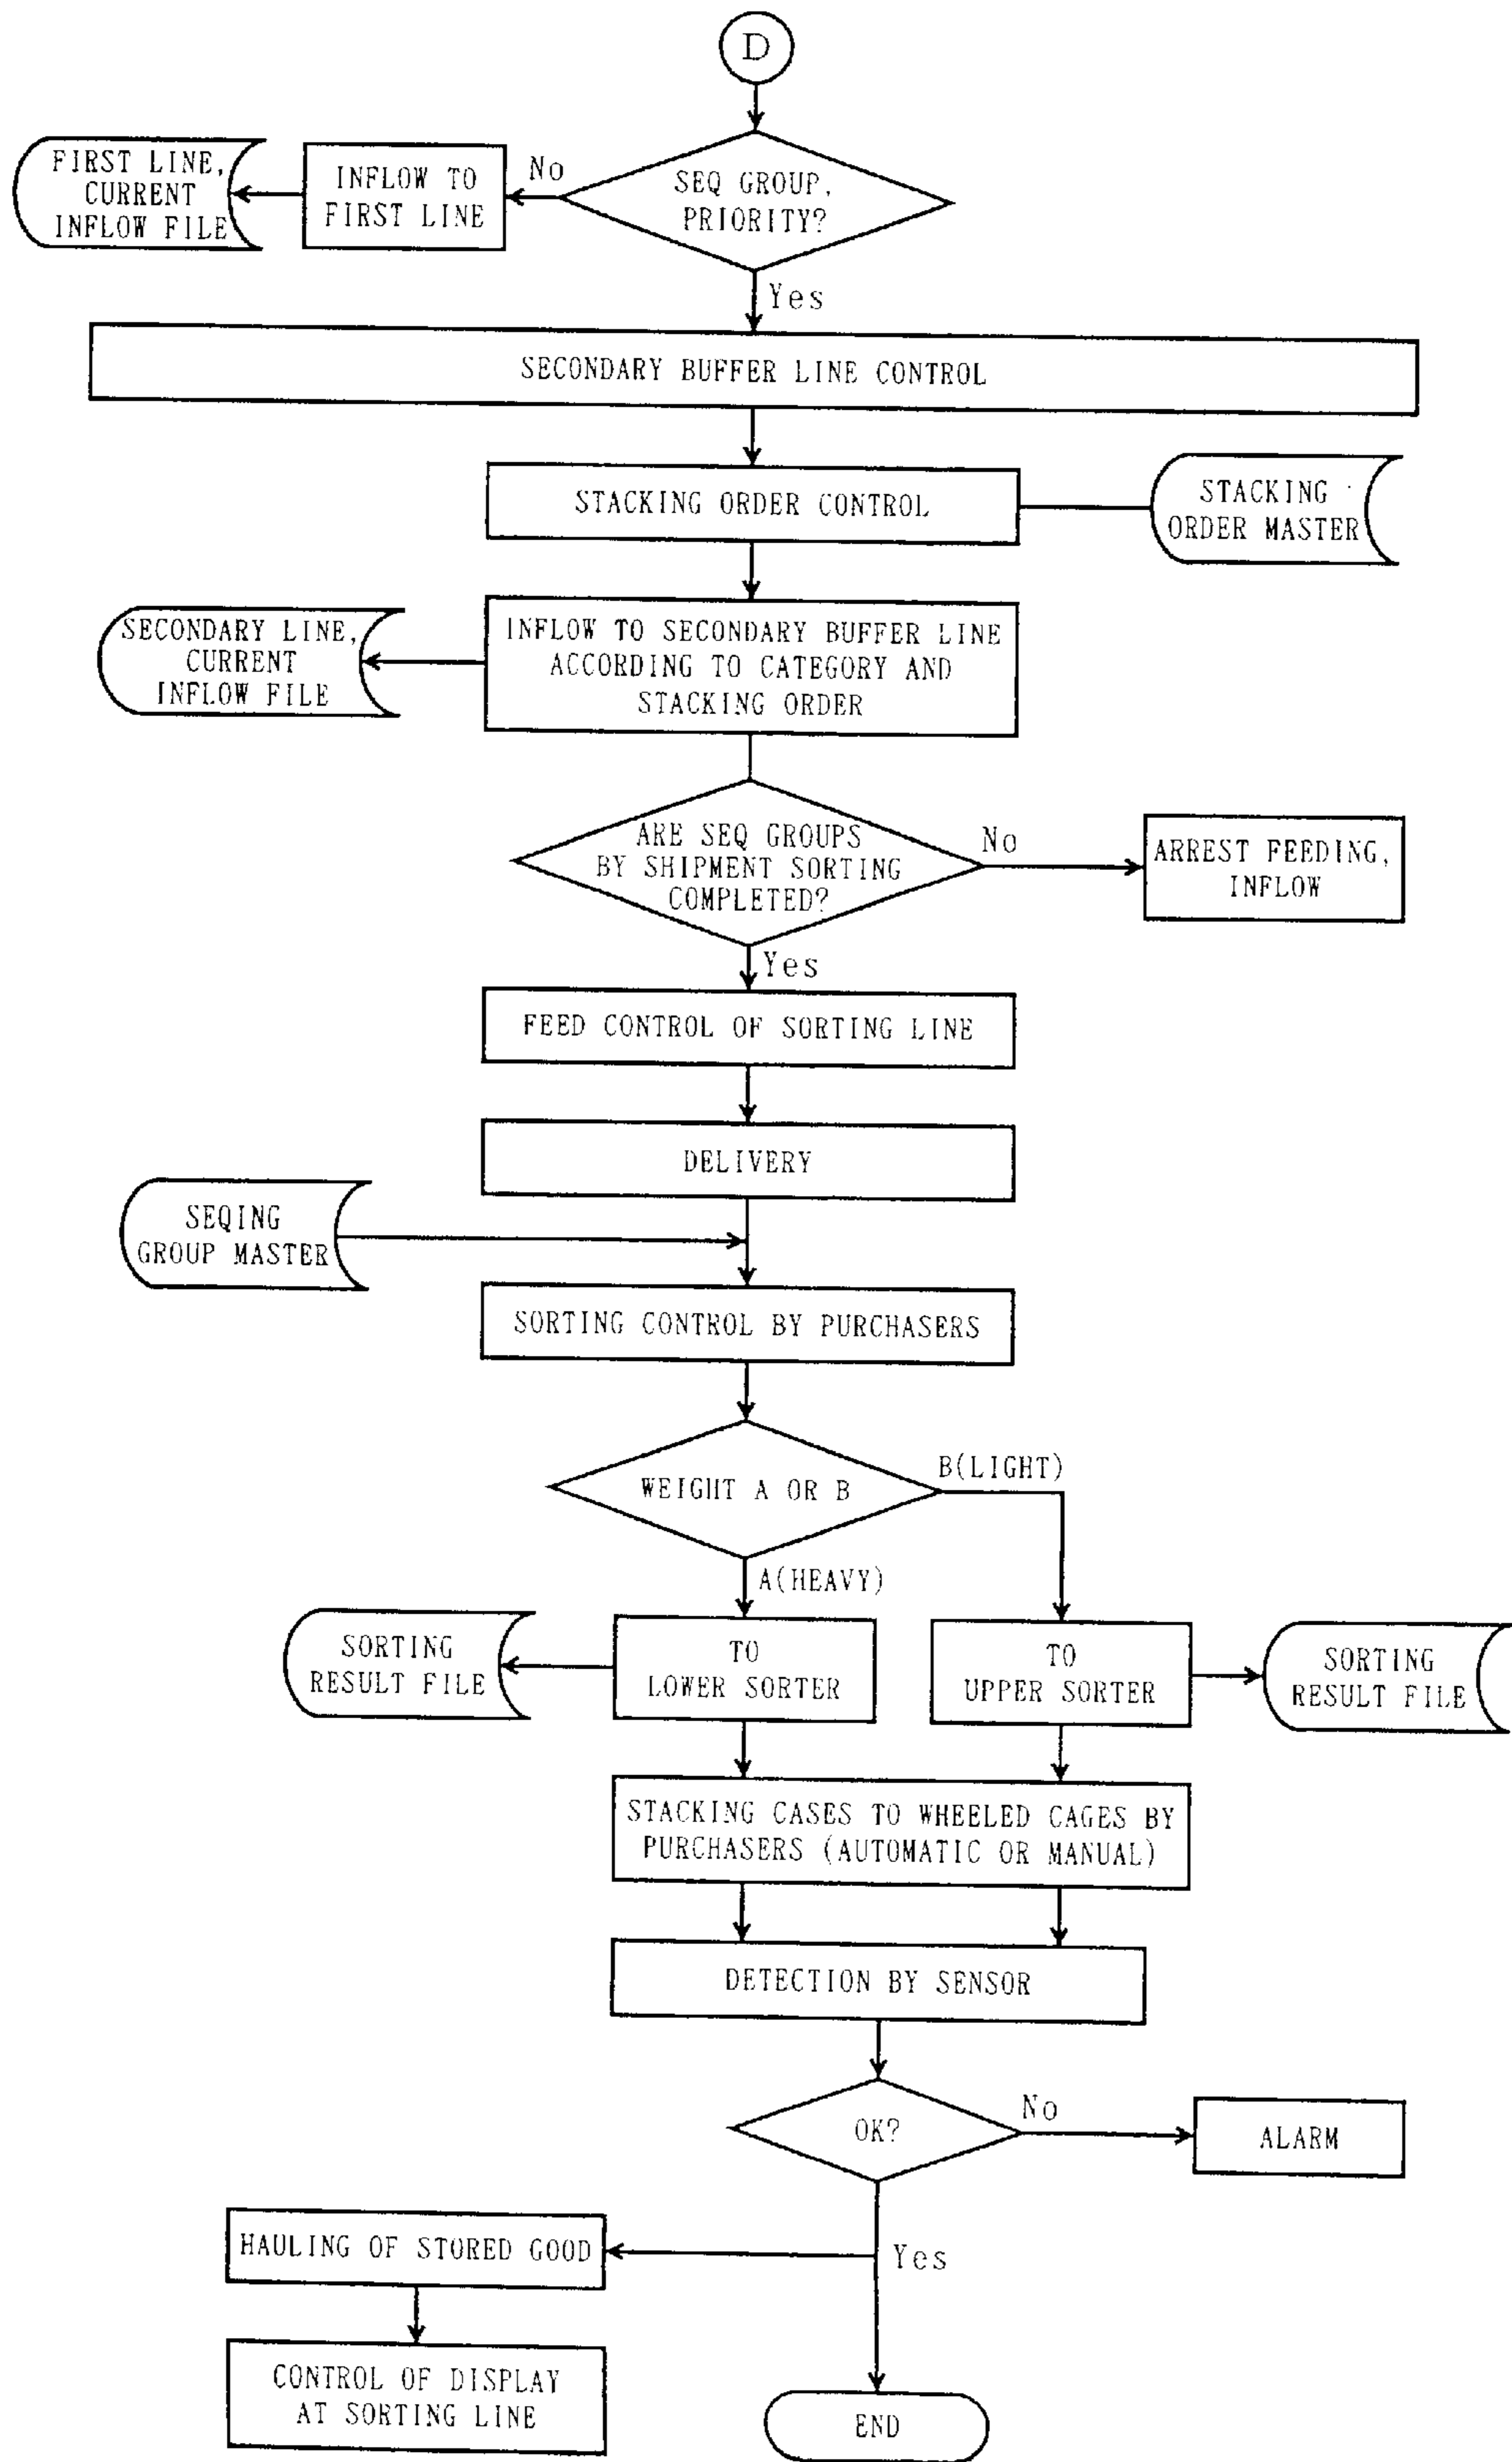 D
FIRST LINE,
CURRENT
INFLOW FILE
INFLOW TO
FIRST LINE
No
SEQ GROUP,
PRIORITY?
Yes
SECONDARY BUFFER LINE CONTROL
STACKING ORDER CONTROL
STACKING
ORDER MASTER
SECONDARY LINE,
CURRENT
INFLOW FILE
INFLOW TO SECONDARY BUFFER LINE
ACCORDING TO CATEGORY AND
STACKING ORDER
ARE SEQ GROUPS
BY SHIPMENT SORTING
COMPLETED?
No
ARREST FEEDING,
INFLOW
Yes
FEED CONTROL OF SORTING LINE
DELIVERY
SEQING
GROUP MASTER
SORTING CONTROL BY PURCHASERS
WEIGHT A OR B
B(LIGHT)
A(HEAVY)
SORTING
RESULT FILE
TO
LOWER SORTER
TO
UPPER SORTER
SORTING
RESULT FILE
STACKING CASES TO WHEELED CAGES BY
PURCHASERS (AUTOMATIC OR MANUAL)
DETECTION BY SENSOR
OK?
No
ALARM
HAULING OF STORED GOOD
Yes
CONTROL OF DISPLAY
AT SORTING LINE
END